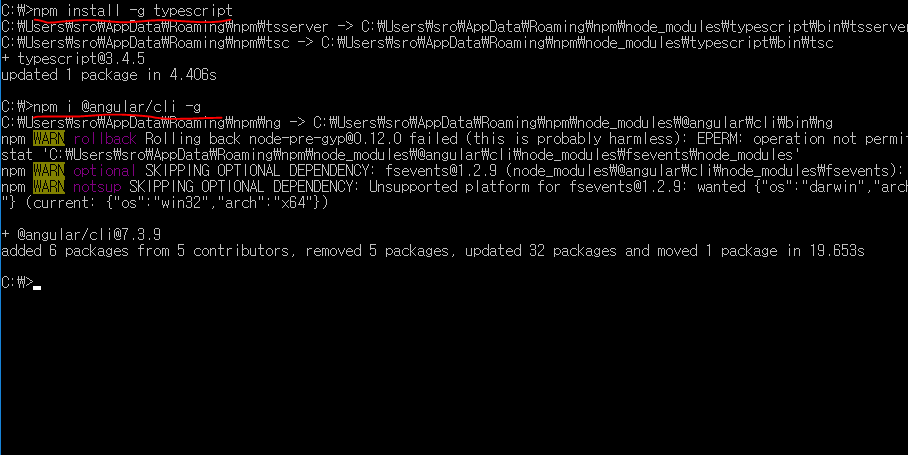 C:₩>npm install -g typescript
C:₩Users₩sro₩AppData₩Roaming₩npm₩tsserver -> C:₩Users₩sro₩AppData₩Roaming₩npm₩node_modules₩typescript₩bin₩tsserver
C:₩Users₩sro₩AppData₩Roaming₩npm₩tsc -> C:₩Users₩sro₩AppData₩Roaming₩npm₩node_modules₩typescript₩bin₩tsc
+ typescript@3.4.5
updated 1 package in 4.406s
C:₩>npm i @angular/cli -g
C:₩Users₩sro₩AppData₩Roaming₩npm₩ng -> C:₩Users₩sro₩AppData₩Roaming₩npm₩node_modules₩@angular₩cli₩bin₩ng
npm WARN rollback Rolling back node-pre-gyp@0.12.0 failed (this is probably harmless): EPERM: operation not permi
stat 'C:₩Users₩sro₩AppData₩Roaming₩npm₩node_modules₩@angular₩cli₩node_modules₩fsevents₩node_modules'
npm WARN optional SKIPPING OPTIONAL DEPENDENCY: fsevents@1.2.9 (node_modules₩@angular₩cli₩node_modules₩fsevents):
npm WARN notsup SKIPPING OPTIONAL DEPENDENCY: Unsupported platform for fsevents@1.2.9: wanted {"os":"darwin","arch
"} (current: {"os":"win32","arch":"x64"})
+ @angular/cli@7.3.9
added 6 packages from 5 contributors, removed 5 packages, updated 32 packages and moved 1 package in 19.653s
C:₩>